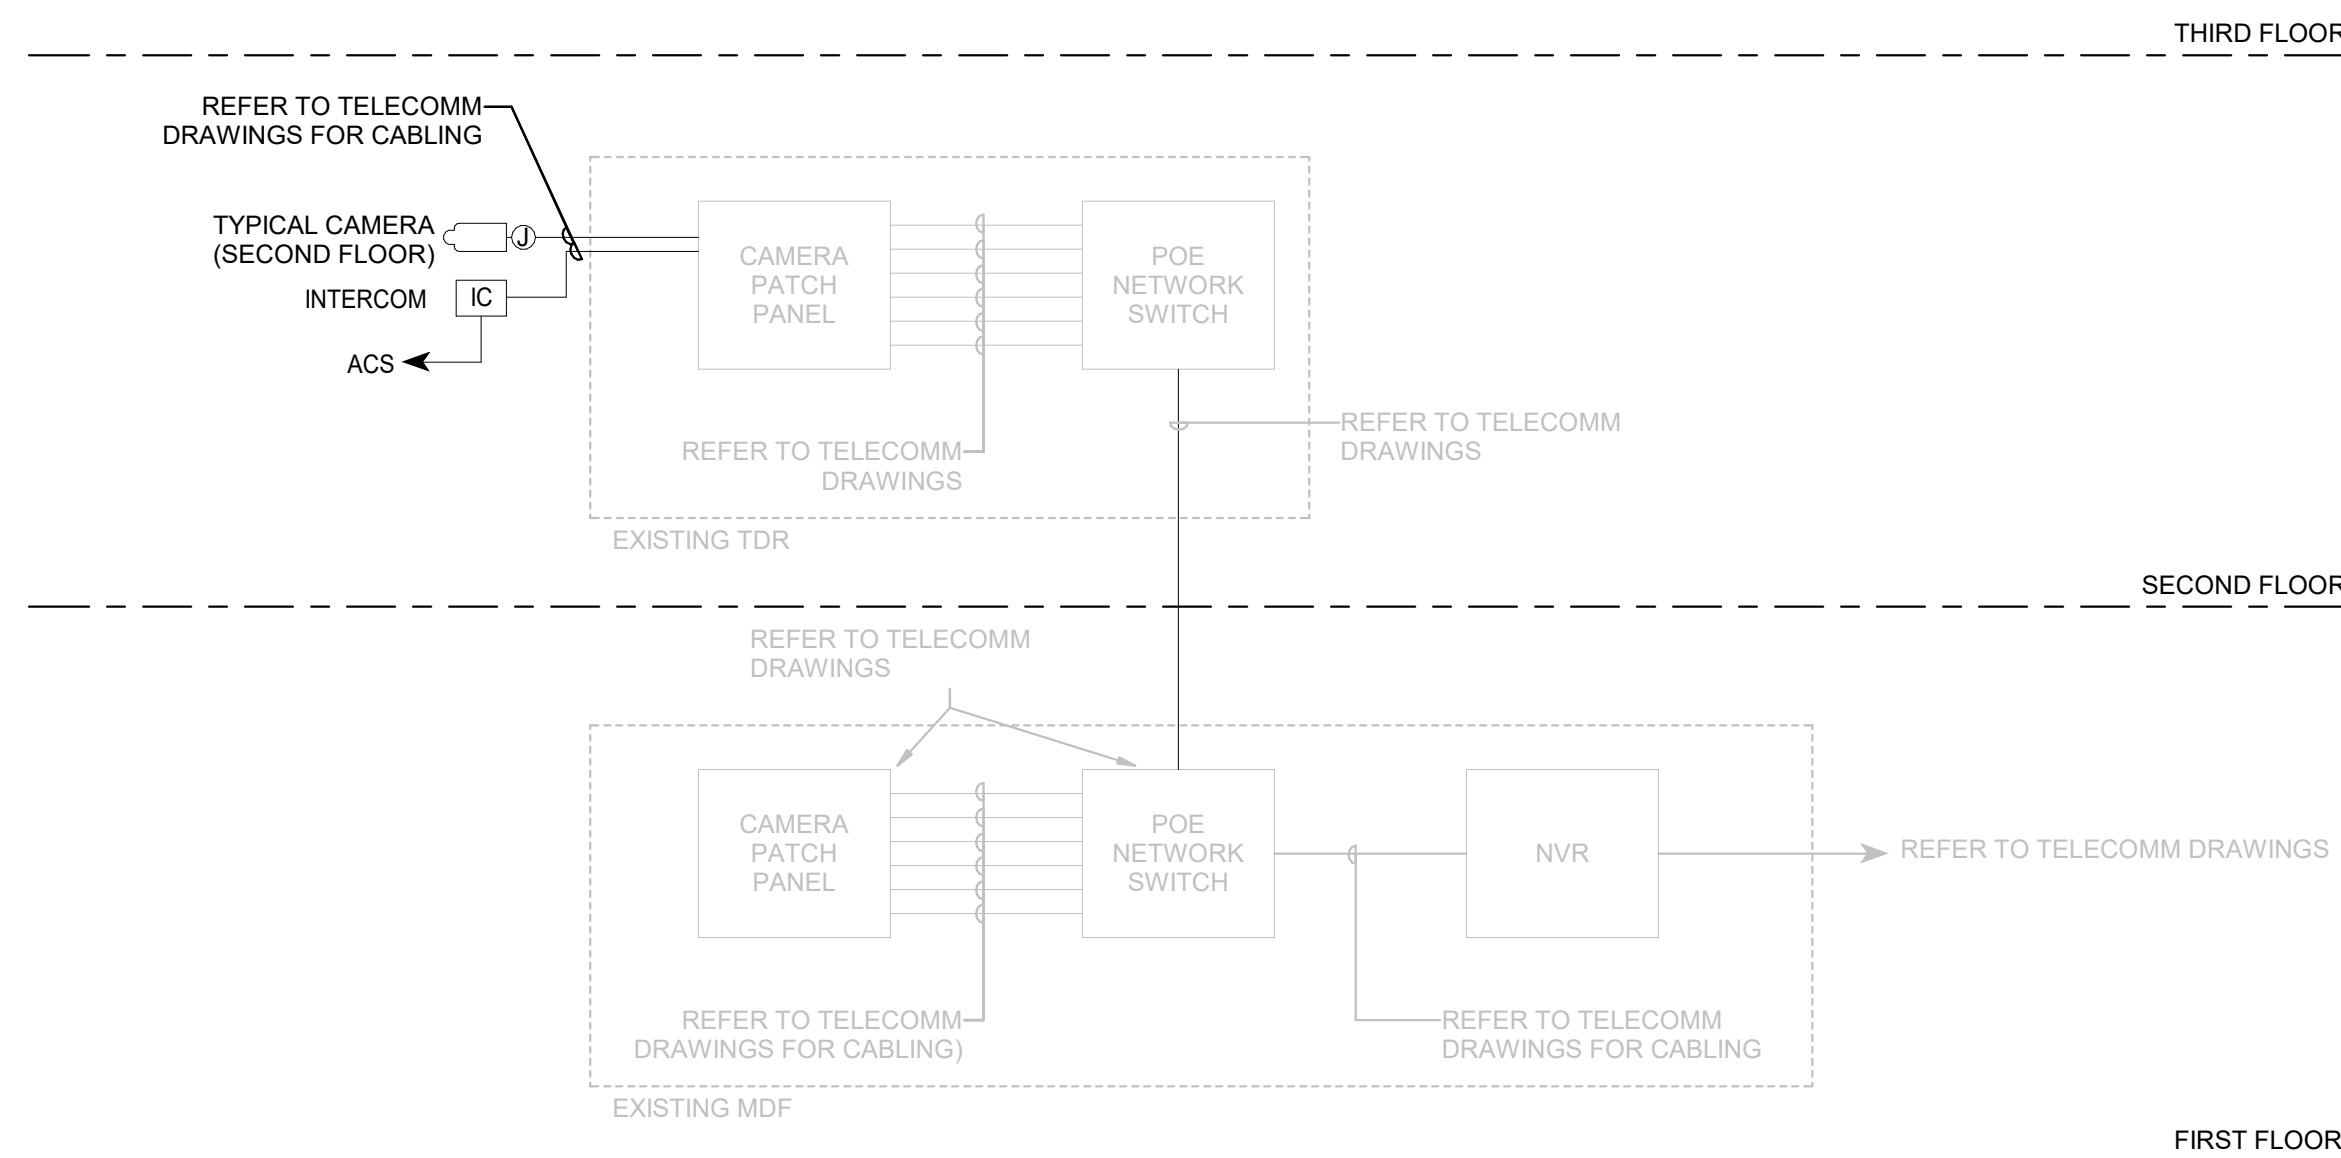 THIRD FLOOR
REFER TO TELECOMM
DRAWINGS FOR CABLING
TYPICAL CAMERA
(SECOND FLOOR)
J
INTERCOM
IC
ACS
CAMERA
PATCH
PANEL
POE
NETWORK
SWITCH
REFER TO TELECOMM
DRAWINGS
REFER TO TELECOMM
DRAWINGS
EXISTING TDR
SECOND FLOOR
REFER TO TELECOMM
DRAWINGS
CAMERA
PATCH
PANEL
POE
NETWORK
SWITCH
NVR
REFER TO TELECOMM DRAWINGS
REFER TO TELECOMM
DRAWINGS FOR CABLING)
REFER TO TELECOMM
DRAWINGS FOR CABLING
EXISTING MDF
FIRST FLOOR